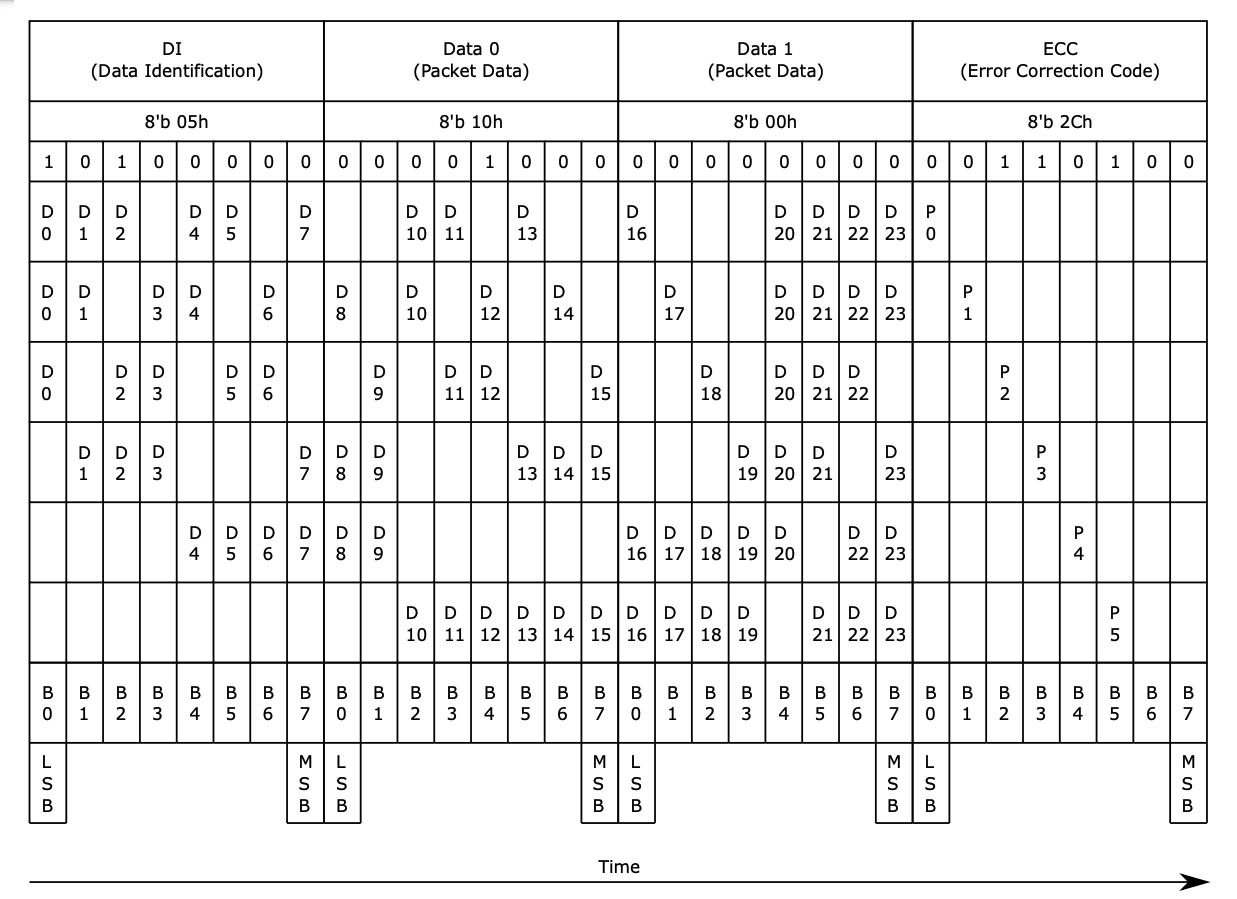 DI Data 0 Data 1 ECC
(Data Identification) (Packet Data) (Packet Data) (Error Correction Code)
8'b 05h 8'b 10h 8'b 00h 8'b 2Ch
1 0 1 0 0 0 0 0 0 0 0 0 1 0 0 0 0 0 0 0 0 0 0 0 0 0 1 1 0 1 0 0
D D D D D D D D D D D D D D P
0 1 2 4 5 7 10 11 13 16 20 21 22 23 0
D D D D D D D D D D D D D D P
0 1 3 4 6 8 10 12 14 17 20 21 22 23 1
D D D D D D D D D D D D D P
0 2 3 5 6 9 11 12 15 18 20 21 22 2
D D D D D D D D D D D D D P
1 2 3 7 8 9 13 14 15 19 20 21 23 3
D D D D D D D D D D D D D P
4 5 6 7 8 9 16 17 18 19 20 22 23 4
D D D D D D D D D D D D D P
10 11 12 13 14 15 16 17 18 19 21 22 23 5
B B B B B B B B B B B B B B B B B B B B B B B B B B B B B B B B
0 1 2 3 4 5 6 7 0 1 2 3 4 5 6 7 0 1 2 3 4 5 6 7 0 1 2 3 4 5 6 7
L M L M L M L M
S S S S S S S S
B B B B B B B B
Time